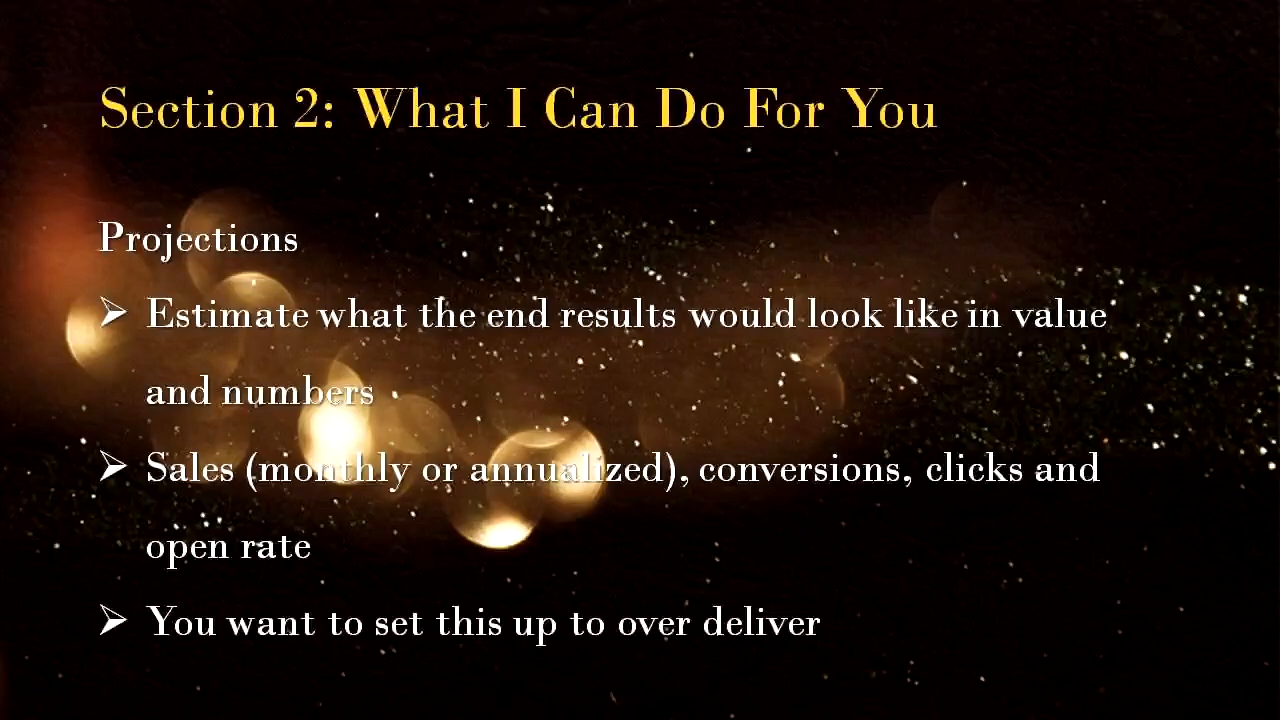 Section 2: What I Can Do For You
Projections
➢ Estimate what the end results would look like in value
and numbers
➢ Sales (monthly or annualized), conversions, clicks and
open rate
➢ You want to set this up to over deliver